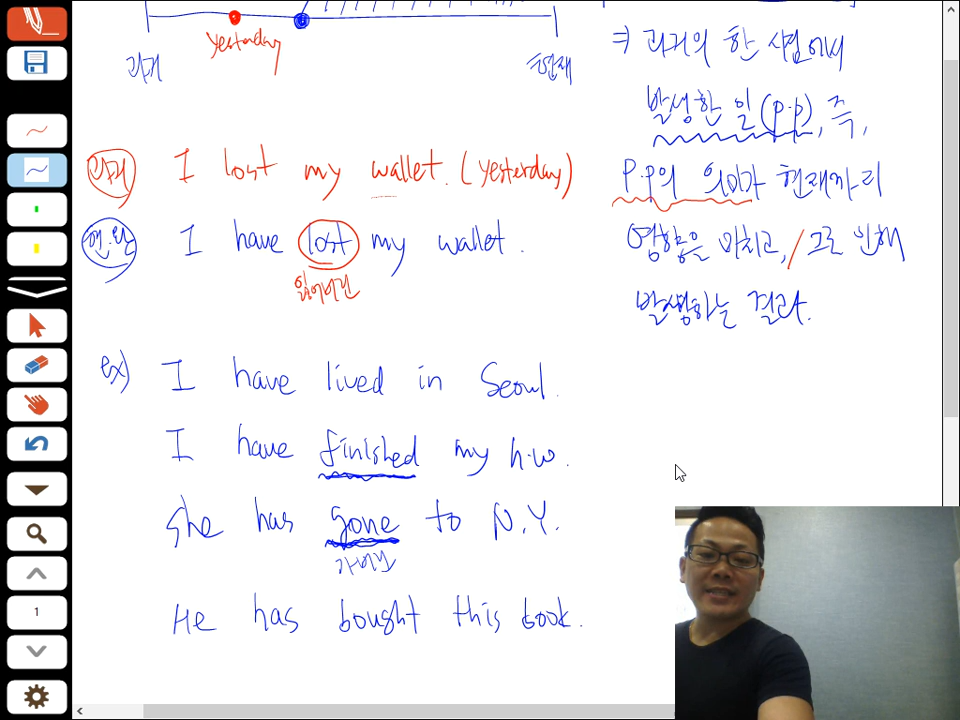 yesterday
과거
현재
⇒ 과거의 한 시점에서
발생한 일(P.P), 즉,
P.P의 의미가 현재까지
영향을 미치고, / 그로 인해
발생하는 결과.
과거 I lost my wallet. (yesterday)
현.완 I have lost my wallet.
잃어버린
ex) I have lived in Seoul.
I have finished my h.w.
She has gone to N.Y.
He has bought this book.
1